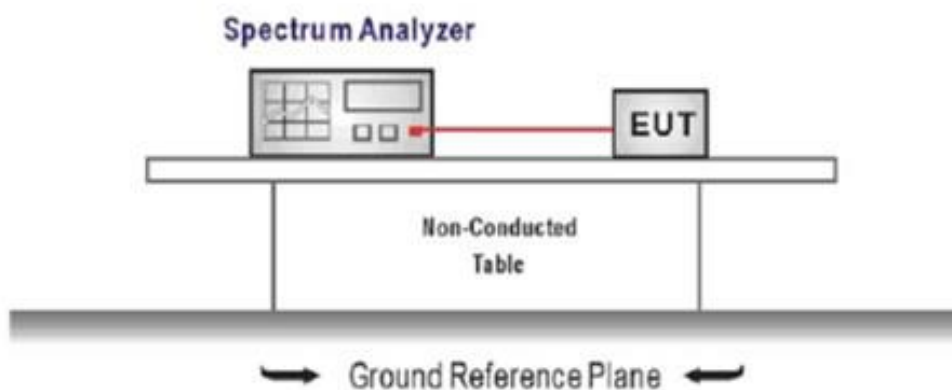 Spectrum Analyzer
EUT
Non-Conducted
Table
Ground Reference Plane